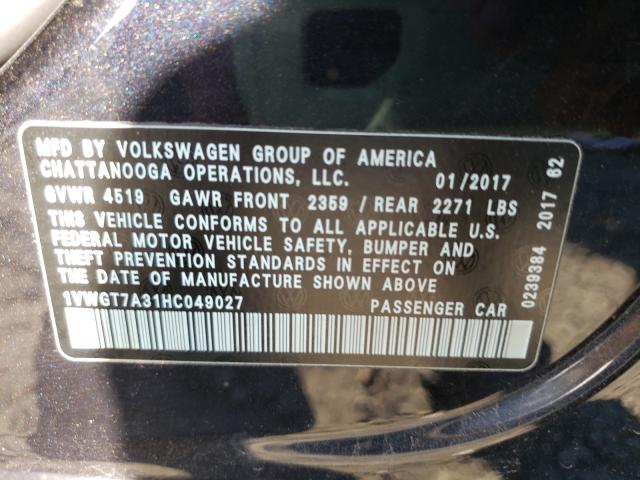 MFD BY VOLKSWAGEN GROUP OF AMERICA
CHATTANOOGA OPERATIONS, LLC. 01/2017
GVWR 4519 GAWR FRONT 2359 / REAR 2271 LBS
THIS VEHICLE CONFORMS TO ALL APPLICABLE U.S.
FEDERAL MOTOR VEHICLE SAFETY, BUMPER AND
THEFT PREVENTION STANDARDS IN EFFECT ON
THE DATE OF MANUFACTURE SHOWN ABOVE
1VWGT7A31HC049027 PASSENGER CAR
0239384 2017 62